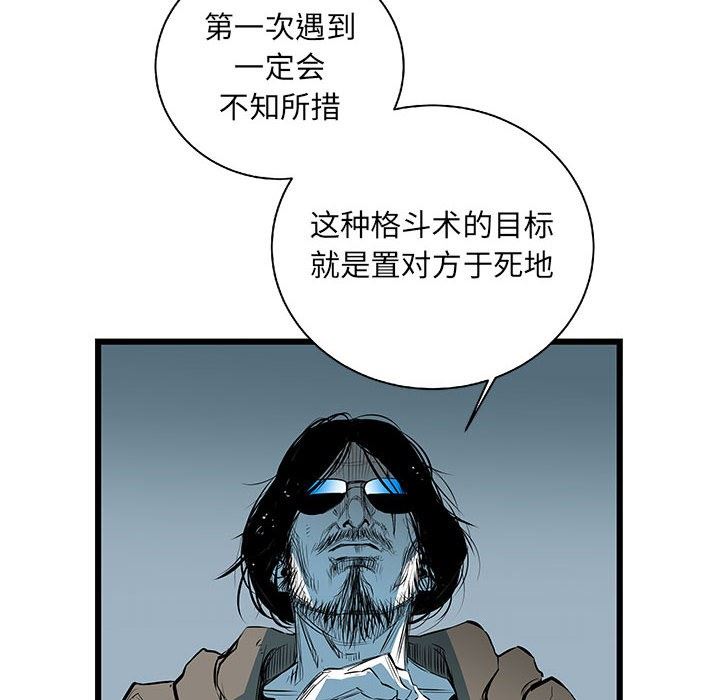 第一次遇到
一定会
不知所措
这种格斗术的目标
就是置对方于死地